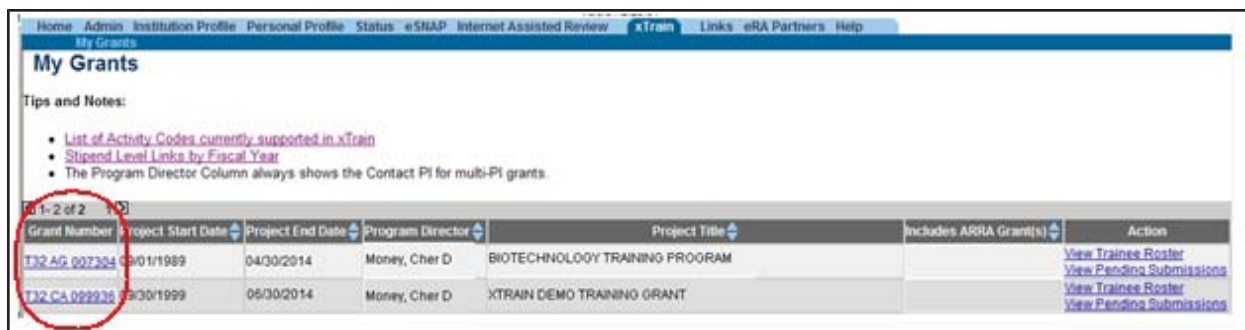 Home Admin Institution Profile Personal Profile Status eSNAP Internet Assisted Review xTrain Links eRA Partners Help
My Grants
My Grants
Tips and Notes:
• List of Activity Codes currently supported in xTrain
• Stipend Level Links by Fiscal Year
• The Program Director Column always shows the Contact PI for multi-PI grants.
1-2 of 2 1
Grant Number Project Start Date Project End Date Program Director Project Title Includes ARRA Grant(s) Action
T32 AG 007304 09/01/1989 04/30/2014 Money, Cher D BIOTECHNOLOGY TRAINING PROGRAM View Trainee Roster
View Pending Submissions
T32 CA 099936 09/30/1999 06/30/2014 Money, Cher D XTRAIN DEMO TRAINING GRANT View Trainee Roster
View Pending Submissions